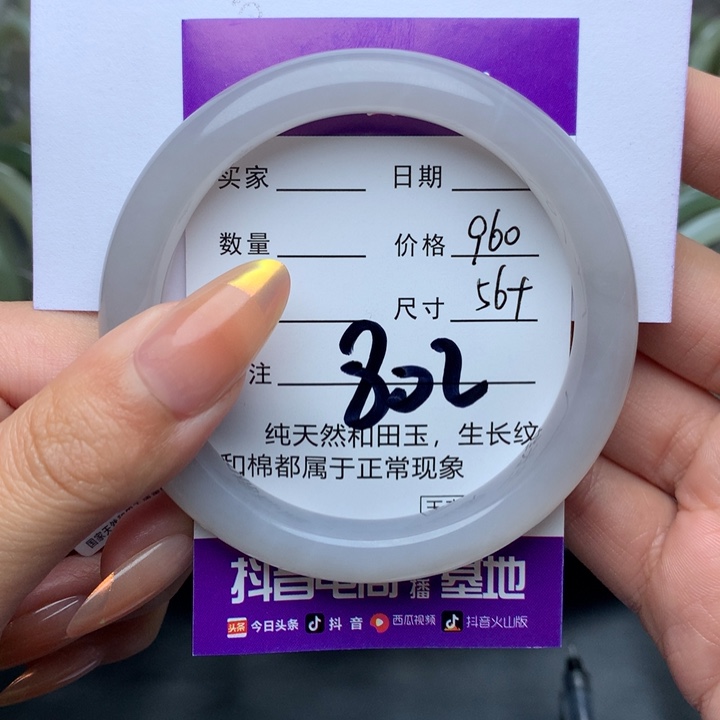 买家 日期
数量 价格 960
尺寸 56+
注 802
纯天然和田玉，生长纹
和棉都属于正常现象
抖音电商 播基地
头条 今日头条 抖音 西瓜视频 抖音火山版